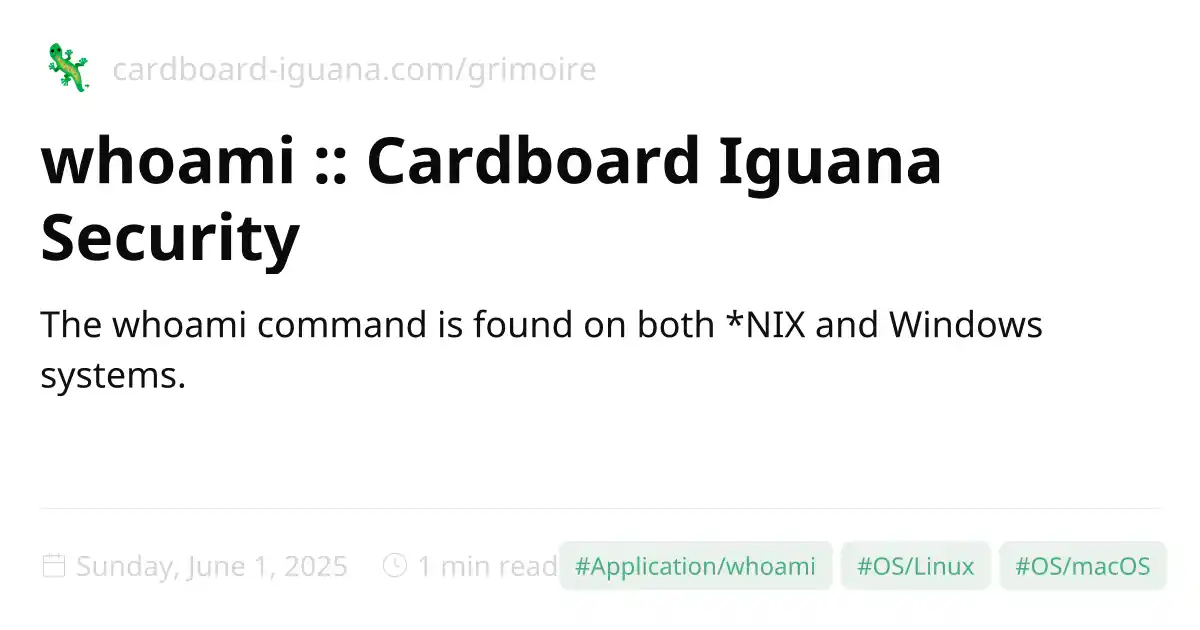 cardboard-iguana.com/grimoire
whoami :: Cardboard Iguana
Security
The whoami command is found on both *NIX and Windows
systems.
Sunday, June 1, 2025 1 min read #Application/whoami #OS/Linux #OS/macOS